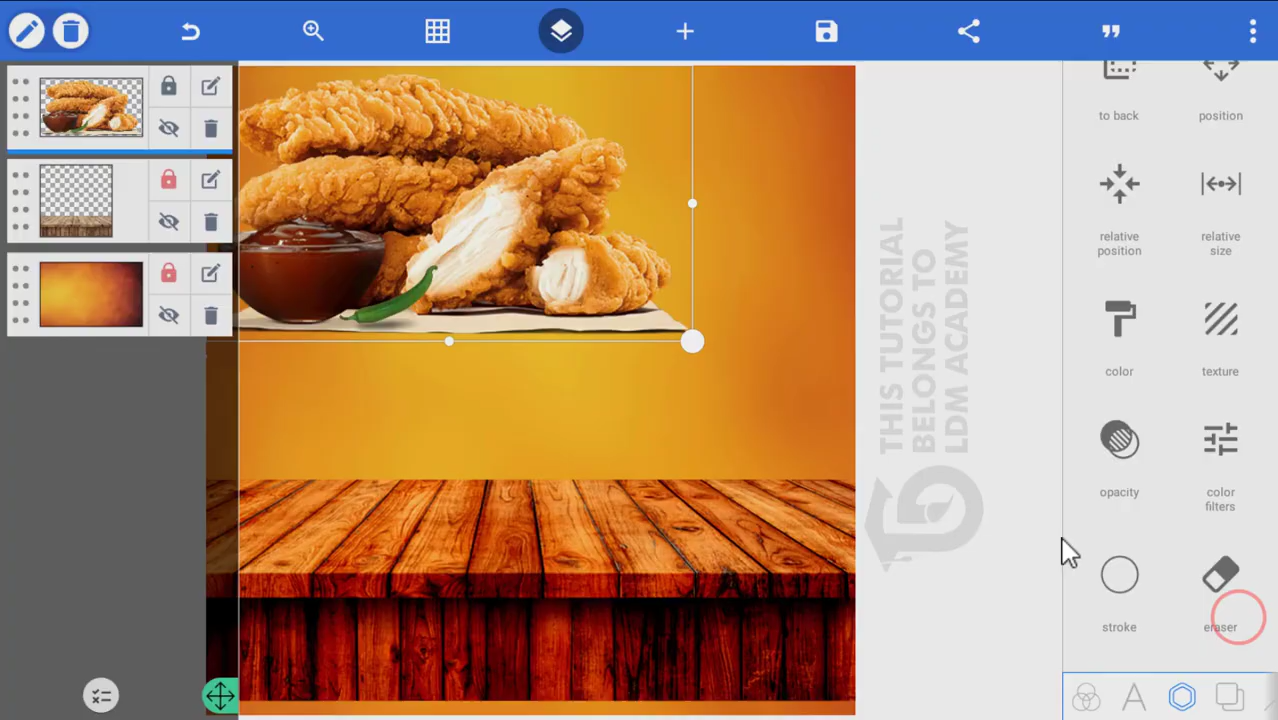 to back
position
relative
position
relative
size
color
texture
opacity
color
filters
stroke
eraser
THIS TUTORIAL
BELONGS TO
LDM ACADEMY